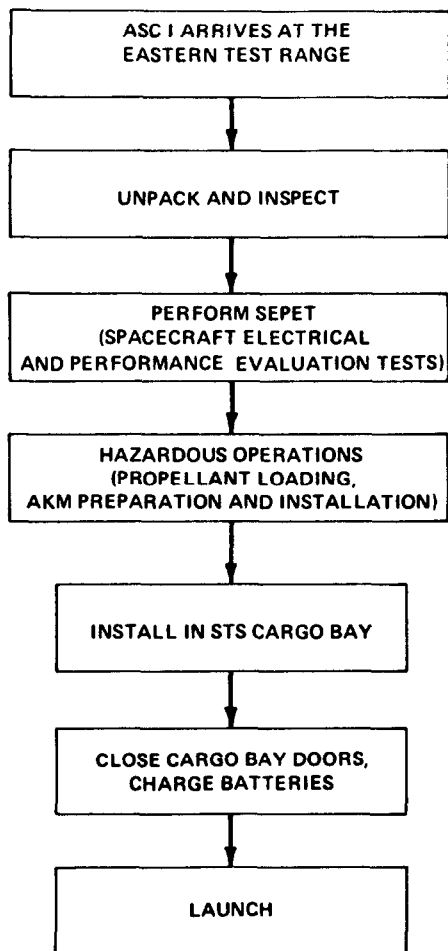 ASC I ARRIVES AT THE
EASTERN TEST RANGE
UNPACK AND INSPECT
PERFORM SEPET
(SPACECRAFT ELECTRICAL
AND PERFORMANCE EVALUATION TESTS)
HAZARDOUS OPERATIONS
(PROPELLANT LOADING,
AKM PREPARATION AND INSTALLATION)
INSTALL IN STS CARGO BAY
CLOSE CARGO BAY DOORS,
CHARGE BATTERIES
LAUNCH